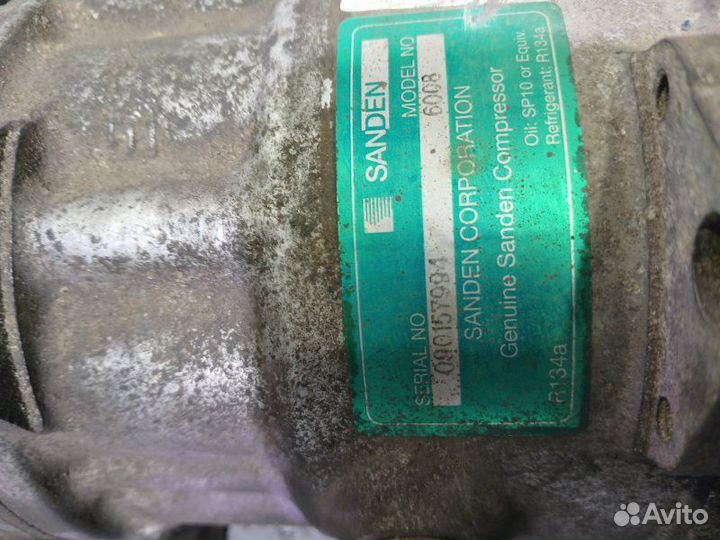 SANDEN
SERIAL NO
MODEL NO
6008
SANDEN CORPORATION
Genuine Sanden Compressor
Oil: SP10 or Equiv.
R134a
Refrigerant: R134a
Avito